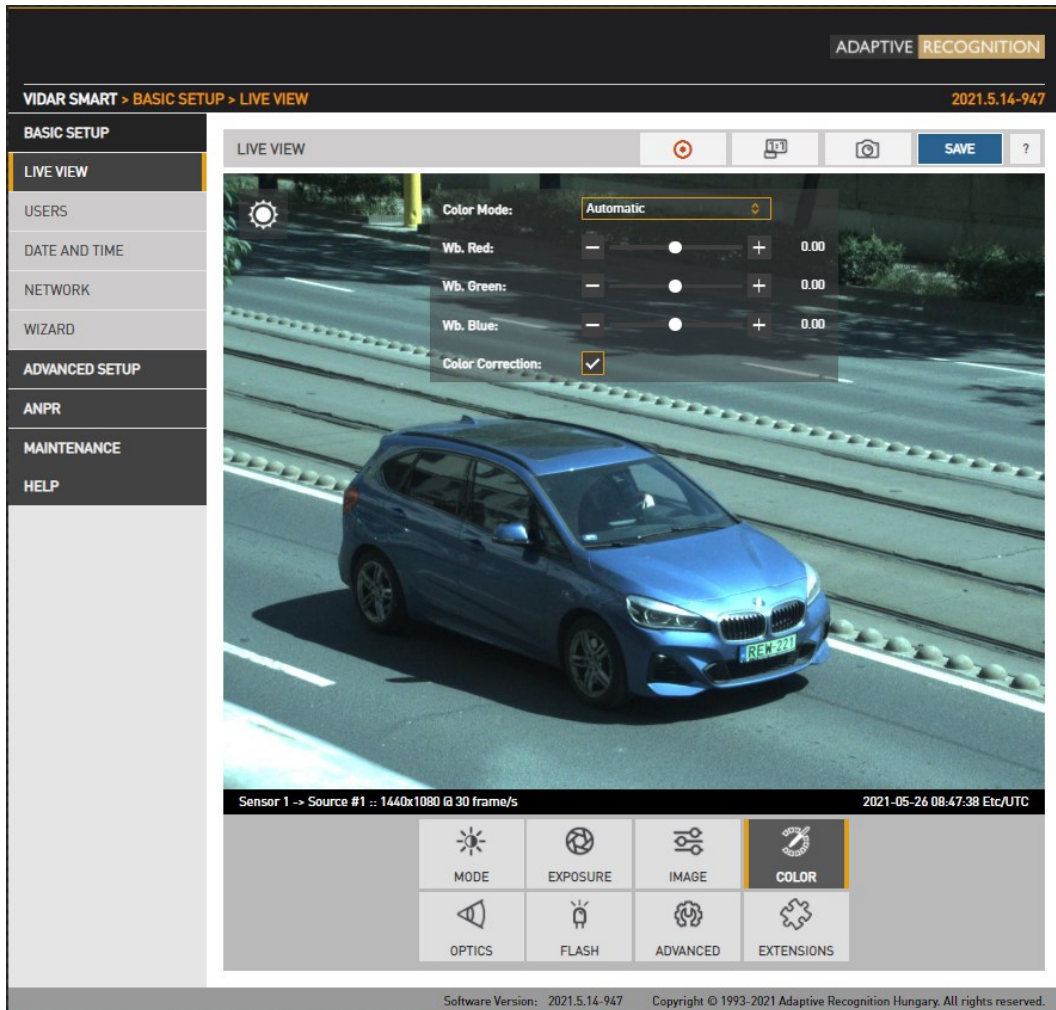 ADAPTIVE RECOGNITION
VIDAR SMART > BASIC SETUP > LIVE VIEW 2021.5.14-947
BASIC SETUP
LIVE VIEW
USERS
DATE AND TIME
NETWORK
WIZARD
ADVANCED SETUP
ANPR
MAINTENANCE
HELP
LIVE VIEW 1:1 SAVE ?
Color Mode: Automatic
Wb. Red: 0.00
Wb. Green: 0.00
Wb. Blue: 0.00
Color Correction:
REW-221
Sensor 1 -> Source #1 :: 1440x1080 @ 30 frame/s 2021-05-26 08:47:38 Etc/UTC
MODE EXPOSURE IMAGE COLOR
OPTICS FLASH ADVANCED EXTENSIONS
Software Version: 2021.5.14-947 Copyright © 1993-2021 Adaptive Recognition Hungary. All rights reserved.